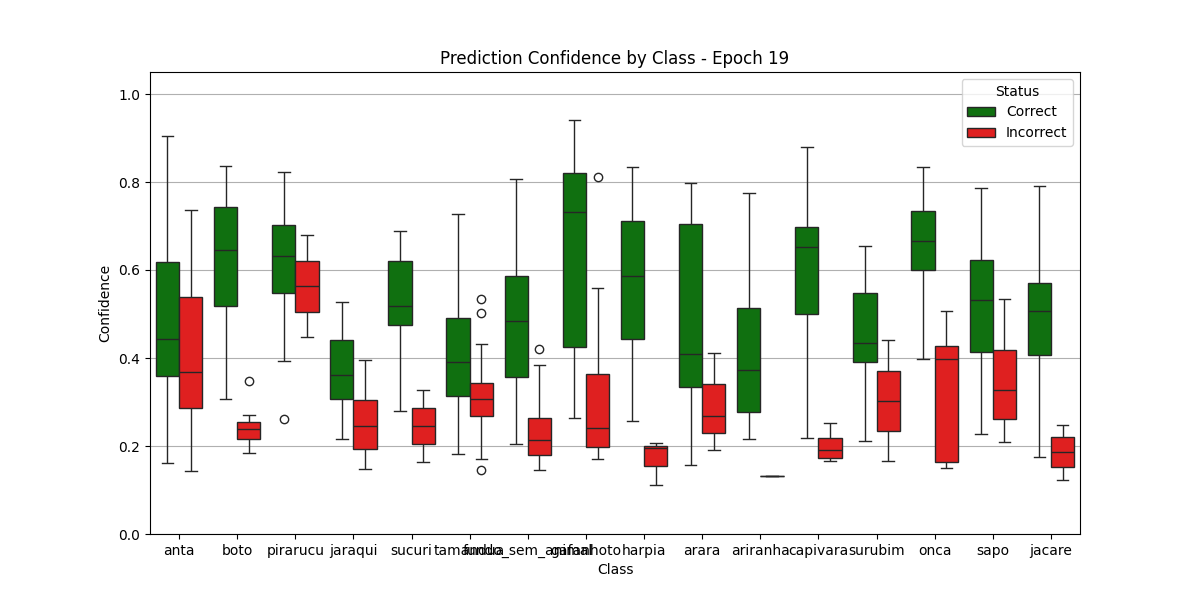 Prediction Confidence by Class - Epoch 19
Status
Correct
Incorrect
Confidence
1.0
0.8
0.6
0.4
0.2
0.0
anta boto pirarucu jaraqui sucuri harpia arara ariranha capivara surubim onca sapo jacare
Class